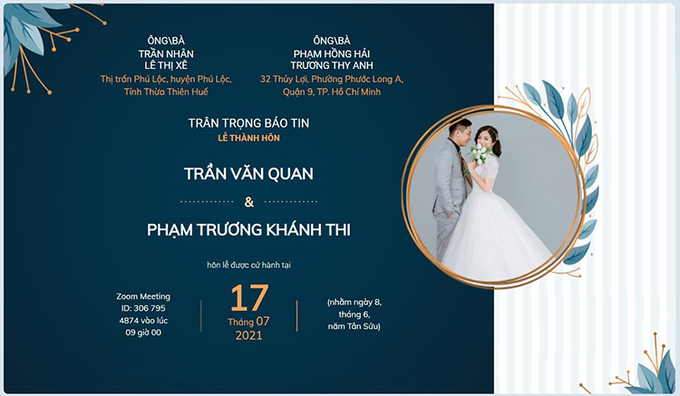 ÔNG\BÀ
TRẦN NHÂN
LÊ THỊ XÊ
Thị trấn Phú Lộc, huyện Phú Lộc,
Tỉnh Thừa Thiên Huế
ÔNG\BÀ
PHẠM HỒNG HẢI
TRƯƠNG THY ANH
32 Thủy Lợi, Phường Phước Long A,
Quận 9, TP. Hồ Chí Minh
TRÂN TRỌNG BÁO TIN
LỄ THÀNH HÔN
TRẦN VĂN QUAN
&
PHẠM TRƯƠNG KHÁNH THI
hôn lễ được cử hành tại
Zoom Meeting
ID: 306 795
4874 vào lúc
09 giờ 00
17
Tháng 07
2021
(nhằm ngày 8,
tháng 6,
năm Tân Sửu)